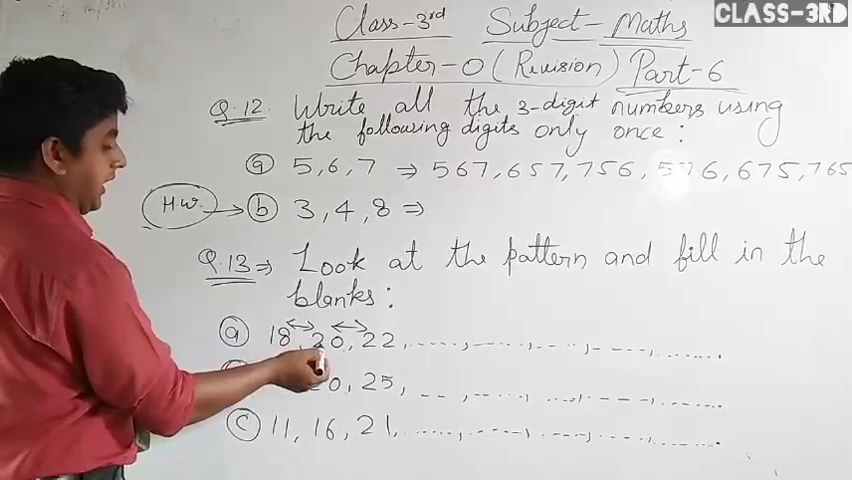 CLASS-3RD
Class-3rd Subject- Maths
Chapter-0 (Revision) Part-6
Q.12. Write all the 3-digit numbers using
the following digits only once:
(a) 5,6,7 ⇒ 567,657,756,576,675,765
H.W. → (b) 3,4,8 ⇒
Q.13 ⇒ Look at the pattern and fill in the
blanks:
(a) 18, 20, 22, ......, ......, ......, ......, ......
0, 25, ......, ......, ......, ......, ......
(c) 11, 16, 21, ......, ......, ......, ......, ......